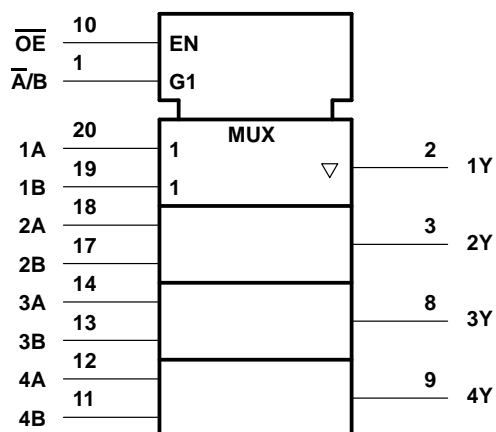 O̅E̅ 10 EN
A̅/B 1 G1
MUX
1A 20 1
▽ 2 1Y
1B 19 1
2A 18
3 2Y
2B 17
3A 14
8 3Y
3B 13
4A 12
9 4Y
4B 11